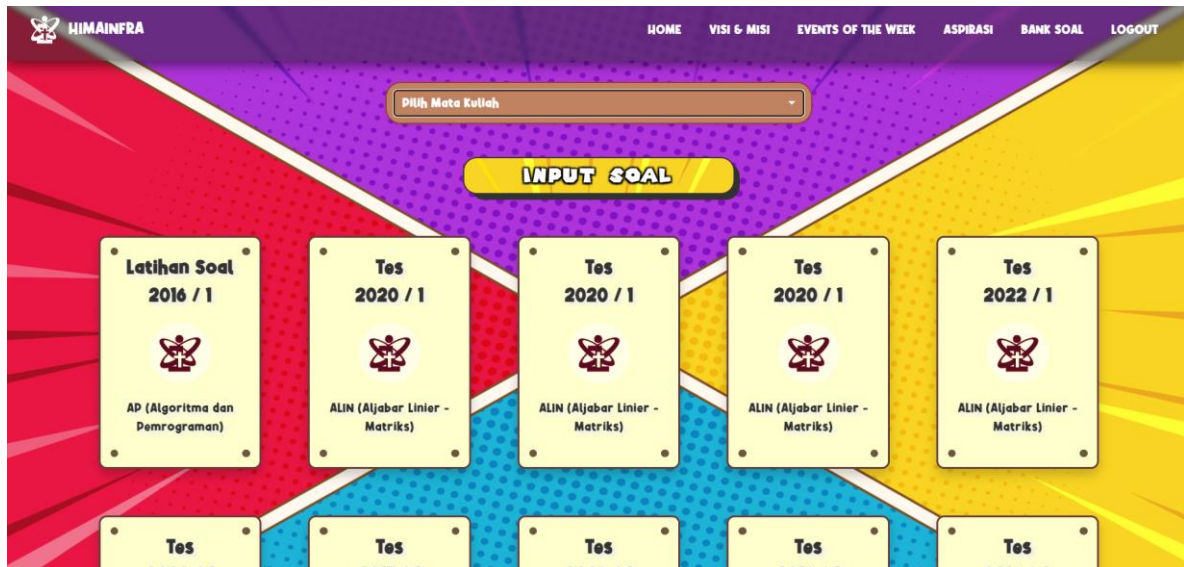 HIMAINFRA
HOME VISI & MISI EVENTS OF THE WEEK ASPIRASI BANK SOAL LOGOUT
Pilih Mata Kuliah
INPUT SOAL
Latihan Soal
2016 / 1
AP (Algoritma dan
Pemrograman)
Tes
2020 / 1
ALIN (Aljabar Linier -
Matriks)
Tes
2020 / 1
ALIN (Aljabar Linier -
Matriks)
Tes
2020 / 1
ALIN (Aljabar Linier -
Matriks)
Tes
2022 / 1
ALIN (Aljabar Linier -
Matriks)
Tes
Tes
Tes
Tes
Tes